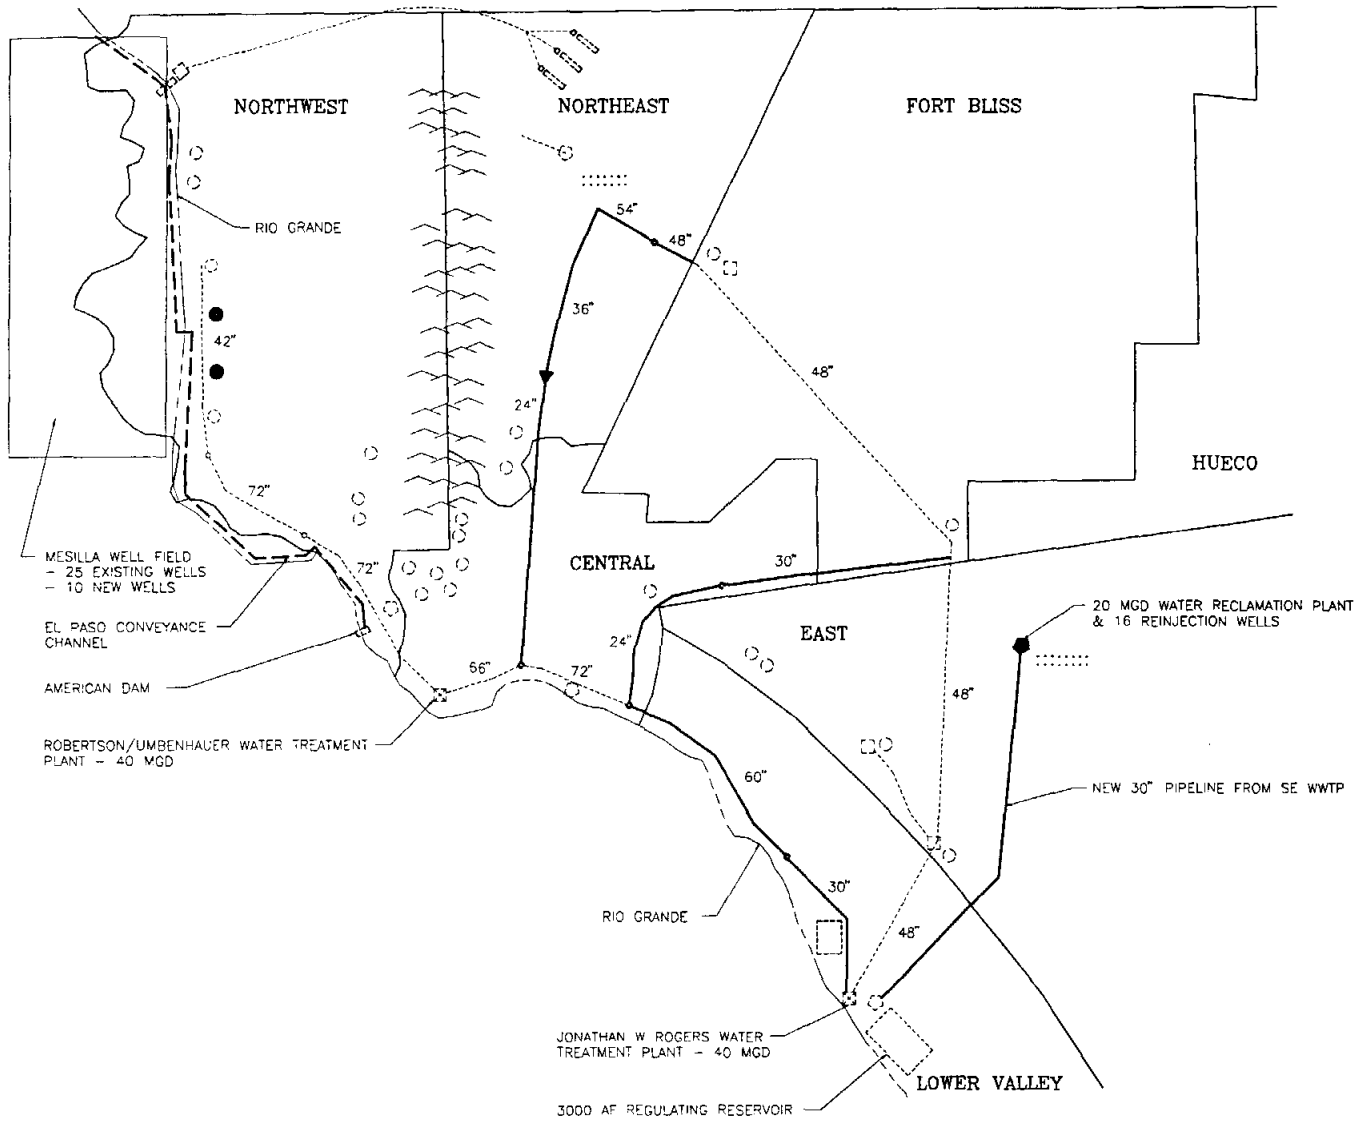 NORTHWEST
NORTHEAST
FORT BLISS
RIO GRANDE
54"
48"
36"
42"
48"
24"
HUECO
72"
MESILLA WELL FIELD
- 25 EXISTING WELLS
- 10 NEW WELLS
72"
CENTRAL
30"
20 MGD WATER RECLAMATION PLANT
& 16 REINJECTION WELLS
EL PASO CONVEYANCE
CHANNEL
EAST
24"
66"
72"
AMERICAN DAM
48"
ROBERTSON/UMBENHAUER WATER TREATMENT
PLANT - 40 MGD
60"
NEW 30" PIPELINE FROM SE WWTP
30"
RIO GRANDE
48"
JONATHAN W ROGERS WATER
TREATMENT PLANT - 40 MGD
LOWER VALLEY
3000 AF REGULATING RESERVOIR